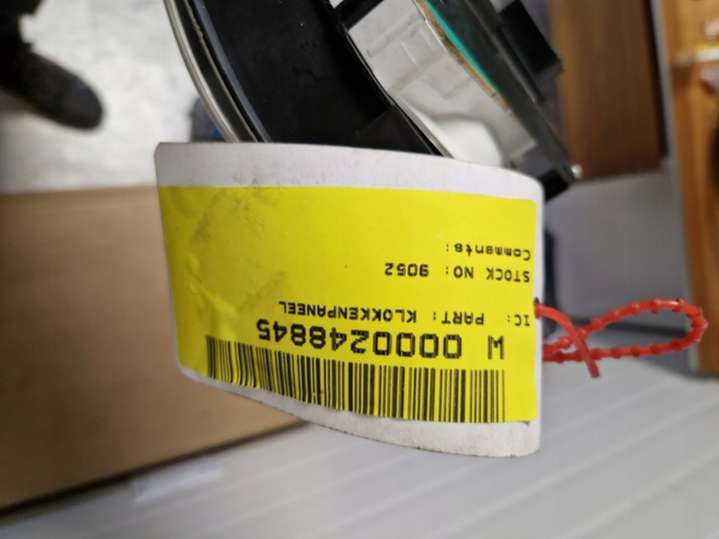 W 0000248845
IC: PART: KLOKKENPANEEL
STOCK NO: 9052
Comments: